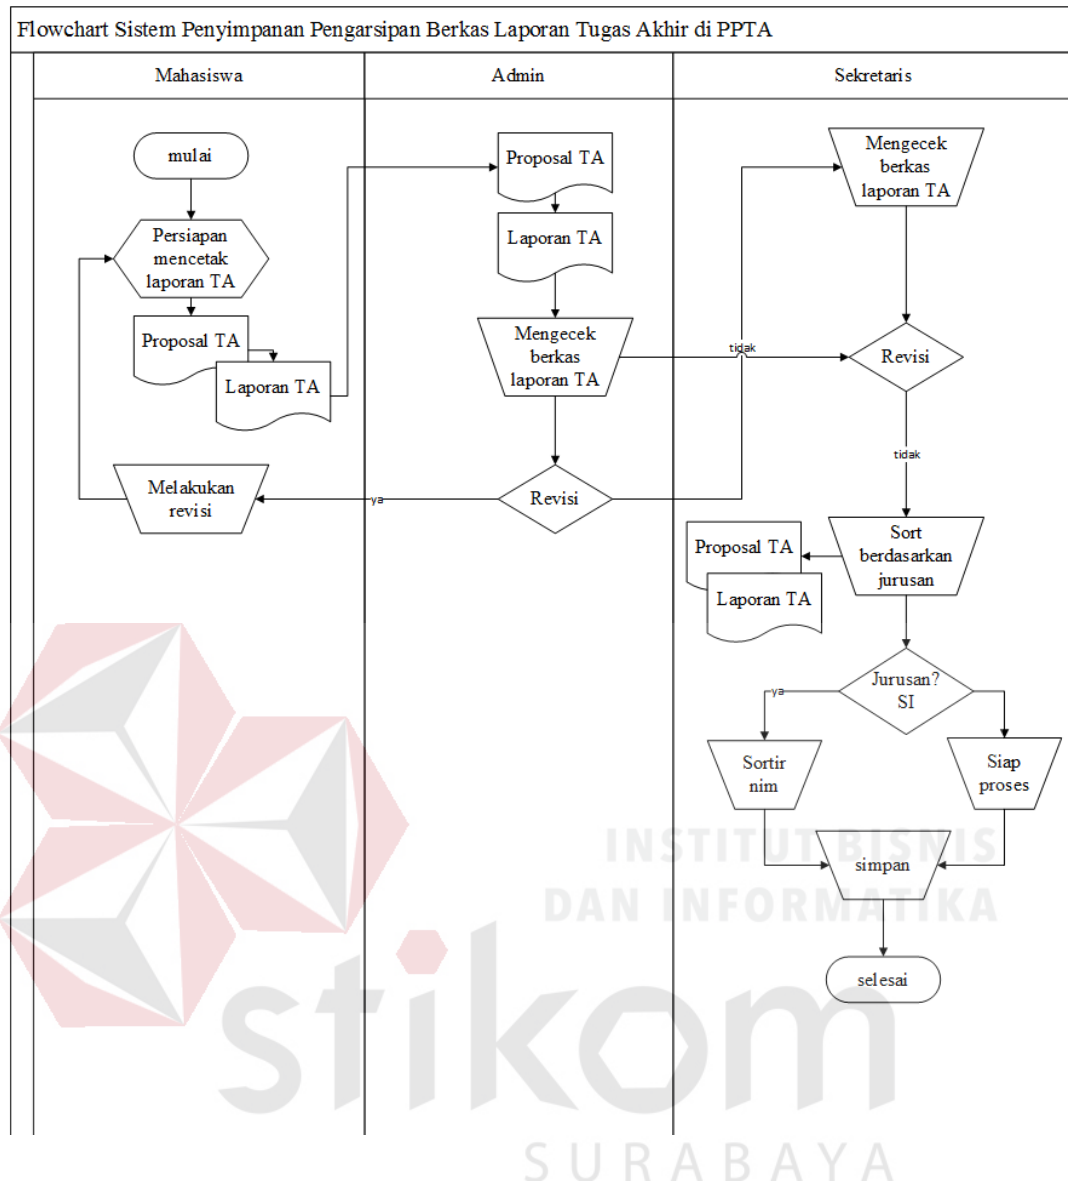 Flowchart Sistem Penyimpanan Pengarsipan Berkas Laporan Tugas Akhir di PPTA
Mahasiswa
Admin
Sekretaris
mulai
Persiapan
mencetak
laporan TA
Proposal TA
Laporan TA
Melakukan
revisi
ya
Proposal TA
Laporan TA
Mengecek
berkas
laporan TA
Revisi
tidak
Mengecek
berkas
laporan TA
Revisi
tidak
Sort
berdasarkan
jurusan
Proposal TA
Laporan TA
Jurusan?
SI
ya
Sortir
nim
Siap
proses
simpan
selesai
INSTITUT BISNIS
DAN INFORMATIKA
stikom
SURABAYA